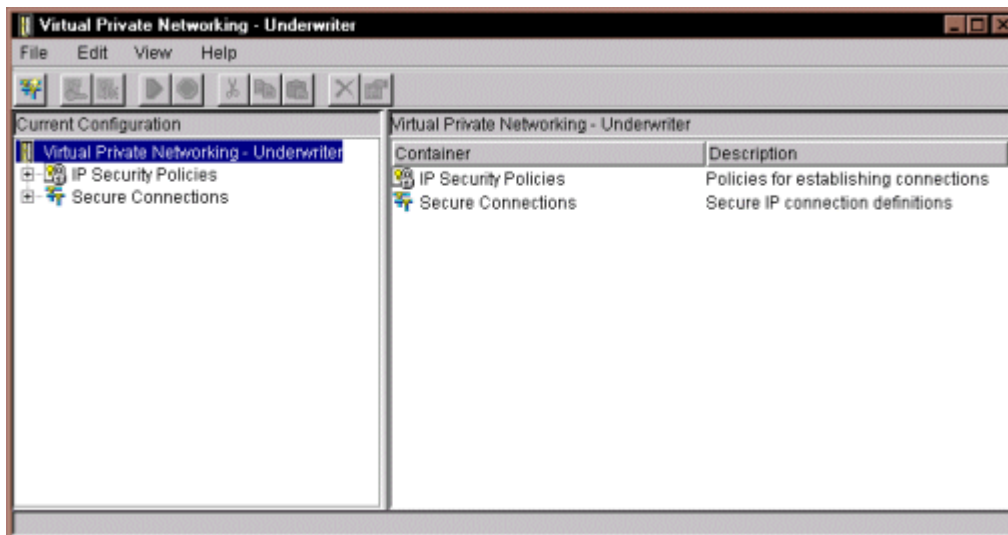 Virtual Private Networking - Underwriter
File Edit View Help
Current Configuration
Virtual Private Networking - Underwriter
IP Security Policies
Secure Connections
Virtual Private Networking - Underwriter
Container Description
IP Security Policies Policies for establishing connections
Secure Connections Secure IP connection definitions